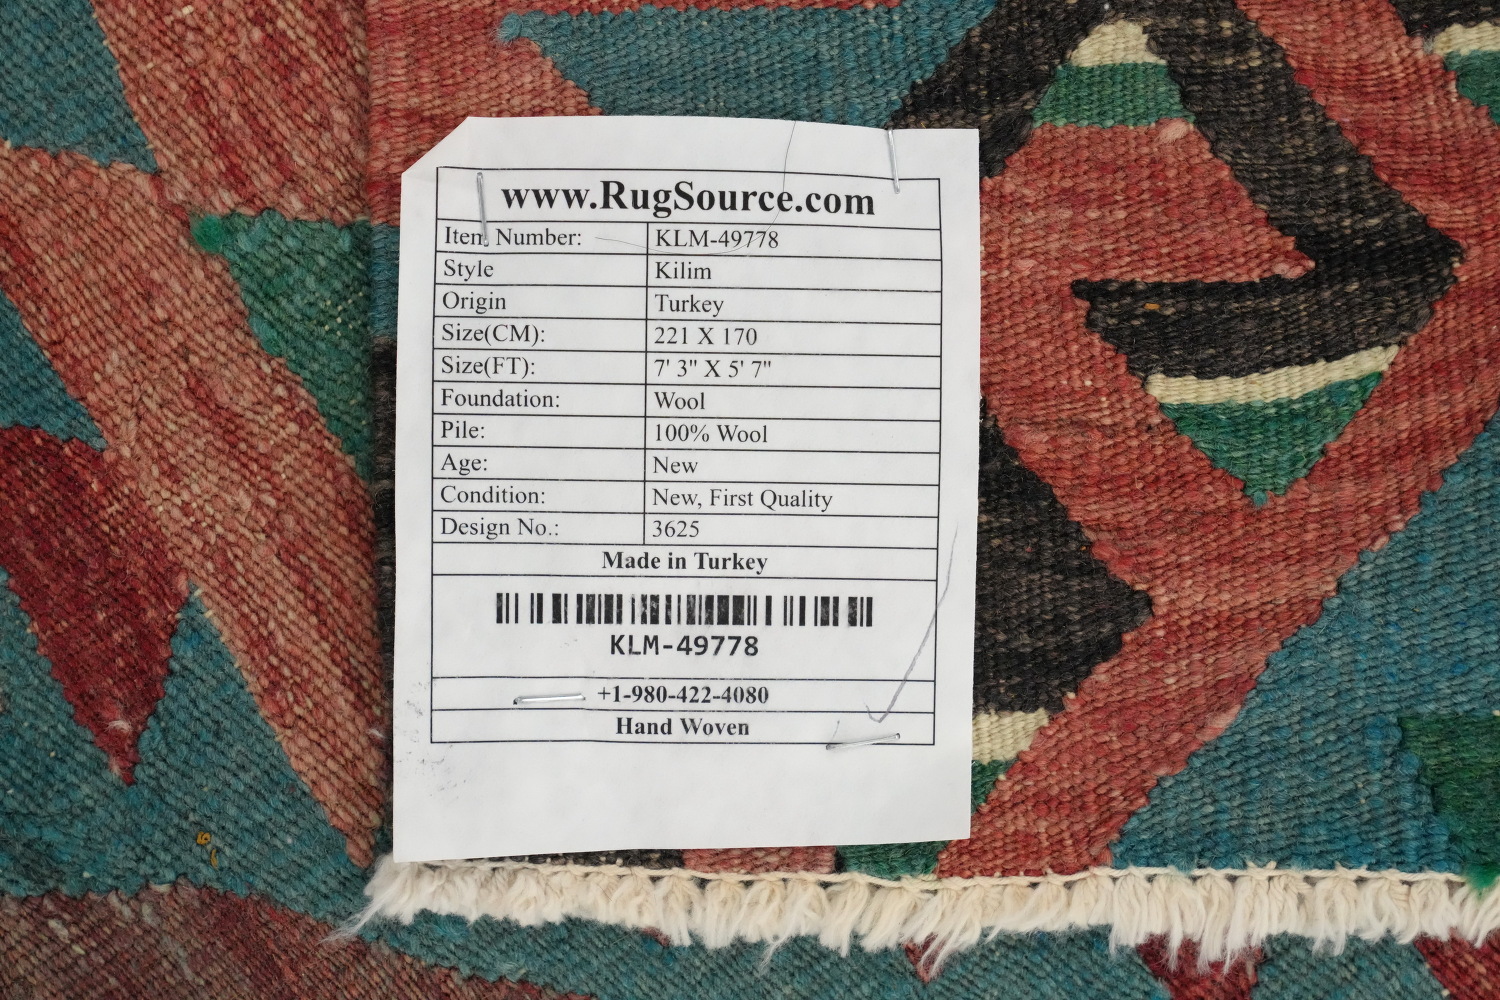 www.RugSource.com
Item Number: KLM-49778
Style Kilim
Origin Turkey
Size(CM): 221 X 170
Size(FT): 7' 3" X 5' 7"
Foundation: Wool
Pile: 100% Wool
Age: New
Condition: New, First Quality
Design No.: 3625
Made in Turkey
KLM-49778
+1-980-422-4080
Hand Woven